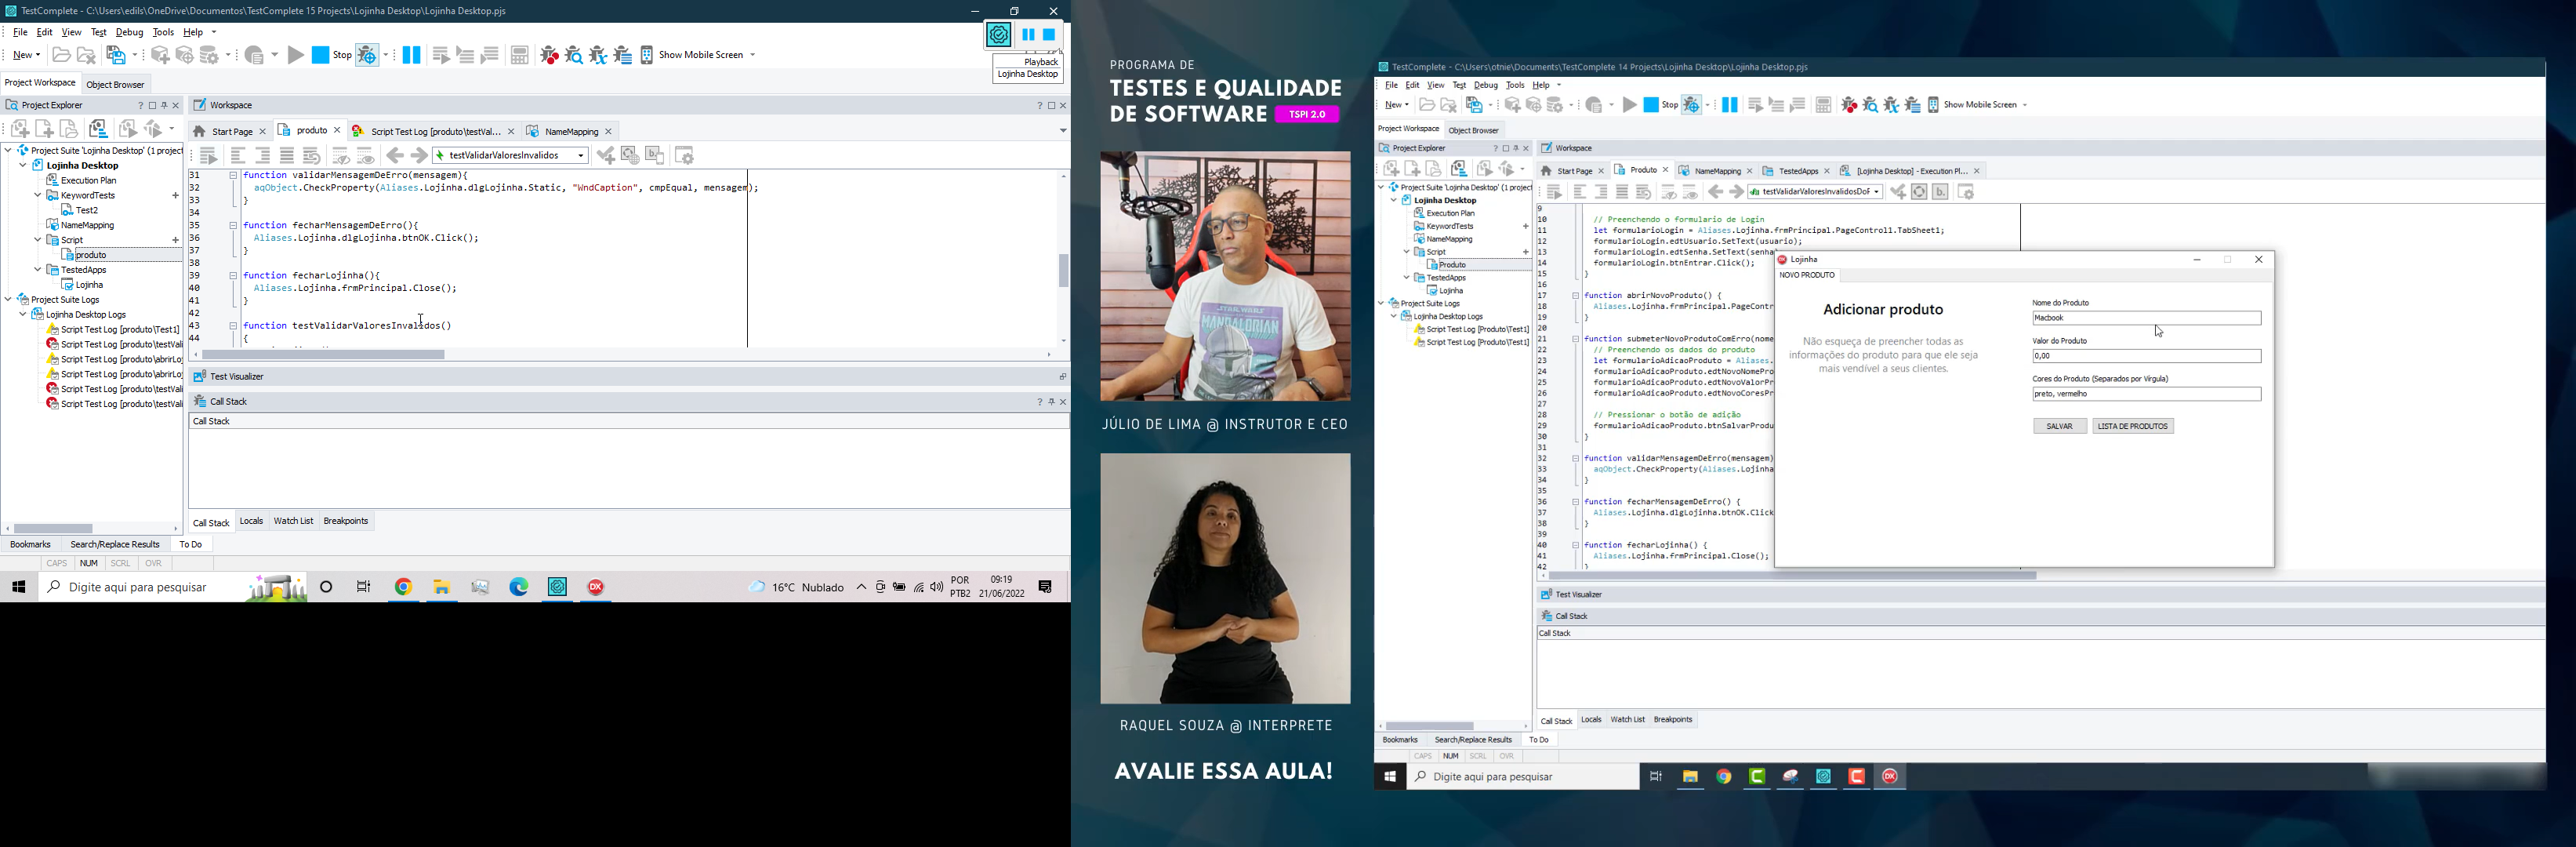 TestComplete - C:\Users\edils\OneDrive\Documentos\TestComplete 15 Projects\Lojinha Desktop\Lojinha Desktop.pjs
File Edit View Test Debug Tools Help
New Stop Show Mobile Screen
Playback
Lojinha Desktop
Project Workspace Object Browser
Project Explorer
Workspace
Start Page produto Script Test Log [produto\testVal... NameMapping
testValidarValoresInvalidos
Project Suite 'Lojinha Desktop' (1 project
Lojinha Desktop
Execution Plan
KeywordTests
Test2
NameMapping
Script
produto
TestedApps
Lojinha
Project Suite Logs
Lojinha Desktop Logs
Script Test Log [produto\Test1]
Script Test Log [produto\testVali
Script Test Log [produto\abrirLo
Script Test Log [produto\abrirLo
Script Test Log [produto\testVali
Script Test Log [produto\testVali
31 function validarMensagemDeErro(mensagem){
32 aqObject.CheckProperty(Aliases.Lojinha.dlgLojinha.Static, "WndCaption", cmpEqual, mensagem);
33 }
34
35 function fecharMensagemDeErro(){
36 Aliases.Lojinha.dlgLojinha.btnOK.Click();
37 }
38
39 function fecharLojinha(){
40 Aliases.Lojinha.frmPrincipal.Close();
41 }
42
43 function testValidarValoresInvalidos()
44 {
Test Visualizer
Call Stack
Call Stack
Call Stack Locals Watch List Breakpoints
Bookmarks Search/Replace Results To Do
CAPS NUM SCRL OVR
Digite aqui para pesquisar
16°C Nublado
POR
PTB2
09:19
21/06/2022
PROGRAMA DE
TESTES E QUALIDADE
DE SOFTWARE TSPI 2.0
JÚLIO DE LIMA @ INSTRUTOR E CEO
RAQUEL SOUZA @ INTERPRETE
AVALIE ESSA AULA!
STAR WARS
MANDALORIAN
TestComplete - C:\Users\otnie\Documents\TestComplete 14 Projects\Lojinha Desktop\Lojinha Desktop.pjs
File Edit View Test Debug Tools Help
New Stop Show Mobile Screen
Project Workspace Object Browser
Project Explorer
Workspace
Start Page Produto NameMapping TestedApps [Lojinha Desktop] - Execution Pl...
testValidarValoresInvalidosDof
Project Suite 'Lojinha Desktop' (1 project
Lojinha Desktop
Execution Plan
KeywordTests
NameMapping
Script
Produto
TestedApps
Lojinha
Project Suite Logs
Lojinha Desktop Logs
Script Test Log [Produto\Test1]
Script Test Log [Produto\Test1]
9
10 // Preenchendo o formulario de Login
11 let formularioLogin = Aliases.Lojinha.frmPrincipal.PageControl1.TabSheet1;
12 formularioLogin.edtUsuario.SetText(usuario);
13 formularioLogin.edtSenha.SetText(senha
14 formularioLogin.btnEntrar.Click();
15 }
16
17 function abrirNovoProduto() {
18 Aliases.Lojinha.frmPrincipal.PageContr
19 }
20
21 function submeterNovoProdutoComErro(nome
22 // Preenchendo os dados do produto
23 let formularioAdicaoProduto = Aliases.
24 formularioAdicaoProduto.edtNovoNomePro
25 formularioAdicaoProduto.edtNovoValorPr
26 formularioAdicaoProduto.edtNovoCoresPr
27
28 // Pressionar o botão de adição
29 formularioAdicaoProduto.btnSalvarProdu
30 }
31
32 function validarMensagemDeErro(mensagem)
33 aqObject.CheckProperty(Aliases.Lojinha
34 }
35
36 function fecharMensagemDeErro() {
37 Aliases.Lojinha.dlgLojinha.btnOK.Click
38 }
39
40 function fecharLojinha() {
41 Aliases.Lojinha.frmPrincipal.Close();
42 }
Lojinha
NOVO PRODUTO
Adicionar produto
Não esqueça de preencher todas as
informações do produto para que ele seja
mais vendível a seus clientes.
Nome do Produto
Macbook
Valor do Produto
0,00
Cores do Produto (Separados por Vírgula)
preto, vermelho
SALVAR LISTA DE PRODUTOS
Test Visualizer
Call Stack
Call Stack
Call Stack Locals Watch List Breakpoints
Bookmarks Search/Replace Results To Do
CAPS NUM SCRL OVR
Digite aqui para pesquisar